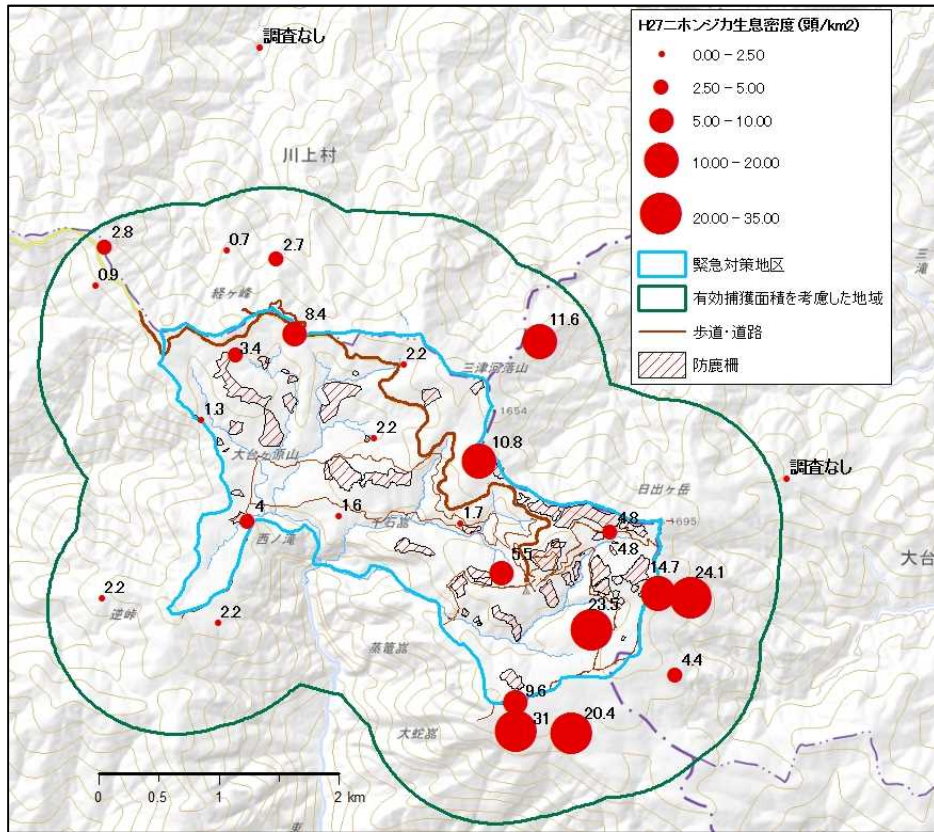 調査なし
川上村
H27ニホンジカ生息密度(頭/km2)
0.00 - 2.50
2.50 - 5.00
5.00 - 10.00
10.00 - 20.00
20.00 - 35.00
緊急対策地区
有効捕獲面積を考慮した地域
歩道・道路
防鹿柵
三滝
2.8
0.7
2.7
0.9
経ヶ峰
8.4
11.6
3.4
2.2
三津河落山
1654
1.3
2.2
大台ヶ原山
10.8
調査なし
日出ヶ岳
4
1.6
千石嵓
1.7
4.8
1695
西ノ滝
4.8
大台
5.5
14.7
24.1
2.2
逆峠
2.2
23.5
蒸籠嵓
4.4
9.6
31
20.4
大蛇嵓
0 0.5 1 2 km
東